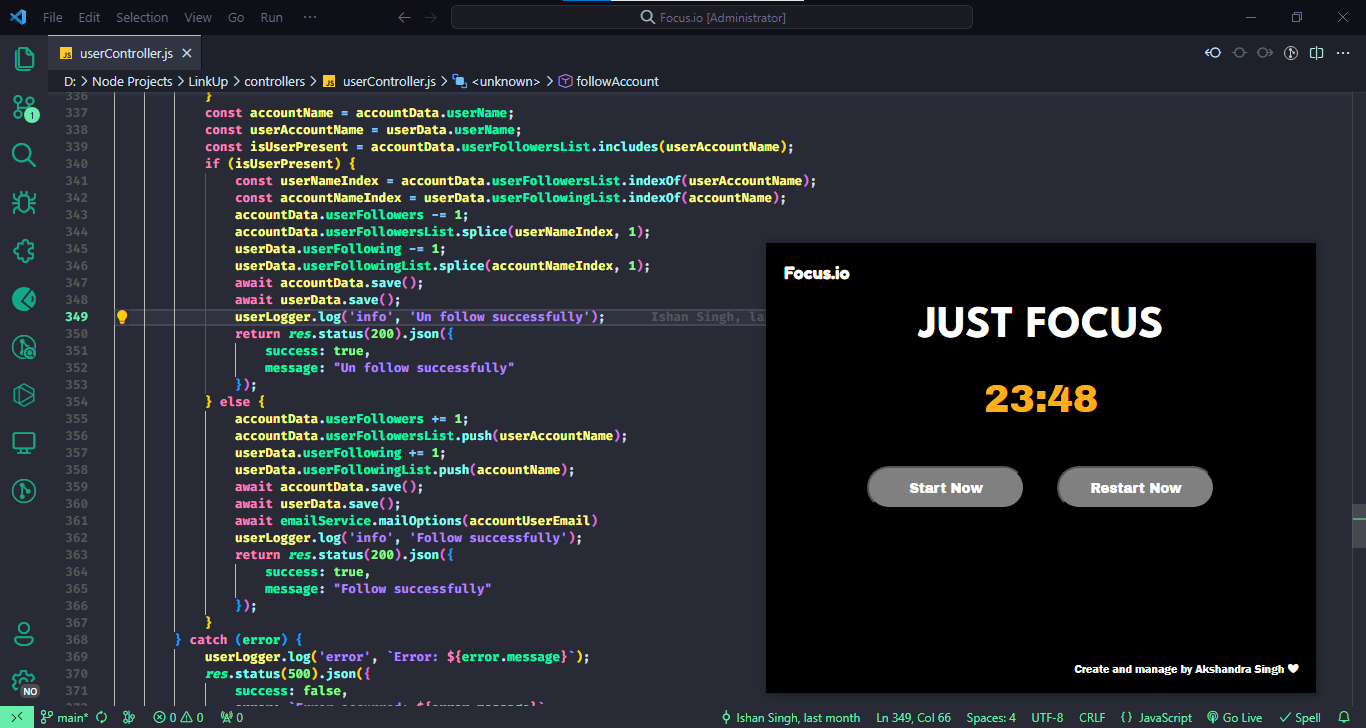 File Edit Selection View Go Run ···
Focus.io [Administrator]
JS userController.js
D: > Node Projects > LinkUp > controllers > JS userController.js > <unknown> > followAccount
336 }
337 const accountName = accountData.userName;
338 const userAccountName = userData.userName;
339 const isUserPresent = accountData.userFollowersList.includes(userAccountName);
340 if (isUserPresent) {
341 const userNameIndex = accountData.userFollowersList.indexOf(userAccountName);
342 const accountNameIndex = userData.userFollowingList.indexOf(accountName);
343 accountData.userFollowers -= 1;
344 accountData.userFollowersList.splice(userNameIndex, 1);
345 userData.userFollowing -= 1;
346 userData.userFollowingList.splice(accountNameIndex, 1);
347 await accountData.save();
348 await userData.save();
349 userLogger.log('info', 'Un follow successfully'); Ishan Singh, la
350 return res.status(200).json({
351 success: true,
352 message: "Un follow successfully"
353 });
354 } else {
355 accountData.userFollowers += 1;
356 accountData.userFollowersList.push(userAccountName);
357 userData.userFollowing += 1;
358 userData.userFollowingList.push(accountName);
359 await accountData.save();
360 await userData.save();
361 await emailService.mailOptions(accountUserEmail)
362 userLogger.log('info', 'Follow successfully');
363 return res.status(200).json({
364 success: true,
365 message: "Follow successfully"
366 });
367 }
368 } catch (error) {
369 userLogger.log('error', `Error: ${error.message}`);
370 res.status(500).json({
371 success: false,
Focus.io
JUST FOCUS
23:48
Start Now
Restart Now
Create and manage by Akshandra Singh
1
NO
main* 0 0 0 Ishan Singh, last month Ln 349, Col 66 Spaces: 4 UTF-8 CRLF {} JavaScript Go Live Spell